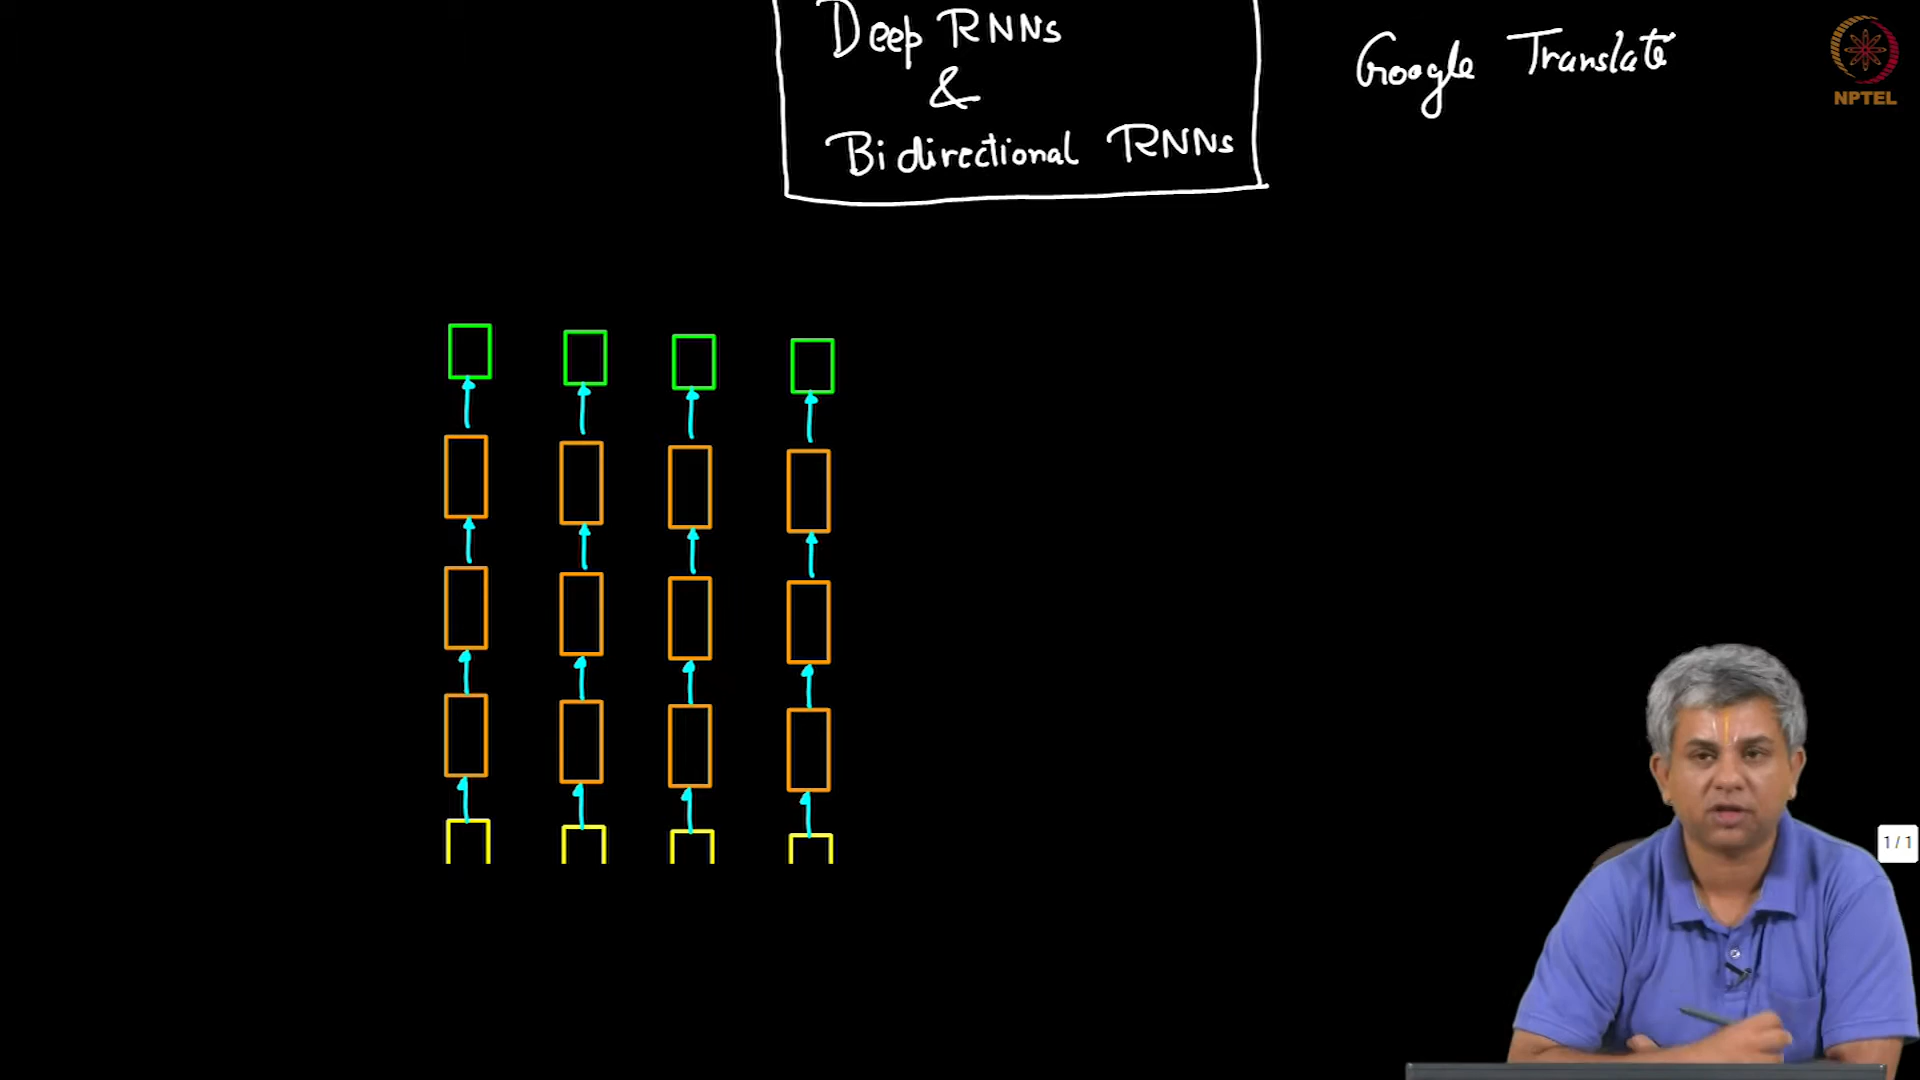 Deep RNNs
&
Bidirectional RNNs
Google Translate
NPTEL
1 / 1